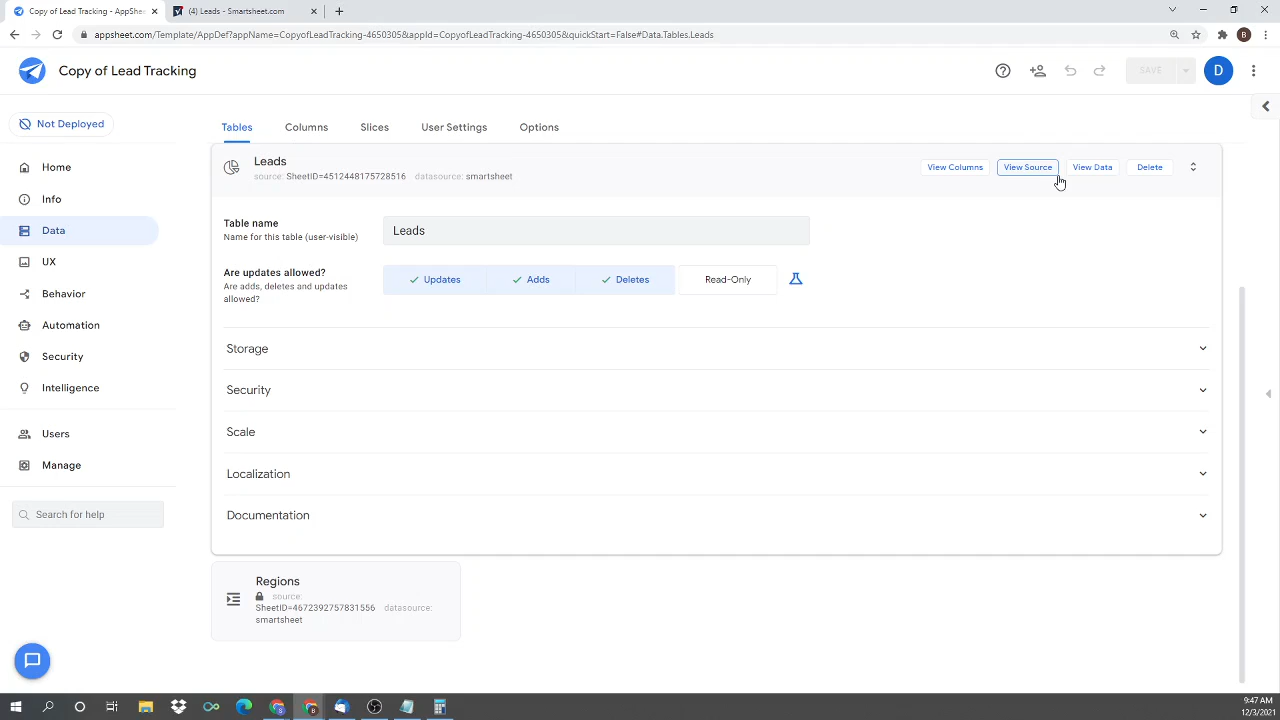 Copy of Lead Tracking - AppShe
(4) Leads - Smartsheet.com
appsheet.com/Template/AppDef?appName=CopyofLeadTracking-4650305&appId=CopyofLeadTracking-4650305&quickStart=False#Data.Tables.Leads
B
Copy of Lead Tracking
SAVE
D
Not Deployed
Home
Info
Data
UX
Behavior
Automation
Security
Intelligence
Users
Manage
Search for help
Tables
Columns
Slices
User Settings
Options
Leads
source: SheetID=4512448175728516 datasource: smartsheet
View Columns
View Source
View Data
Delete
Table name
Name for this table (user-visible)
Leads
Are updates allowed?
Are adds, deletes and updates
allowed?
Updates
Adds
Deletes
Read-Only
Storage
Security
Scale
Localization
Documentation
Regions
source:
SheetID=4672392757831556 datasource:
smartsheet
9:47 AM
12/3/2021